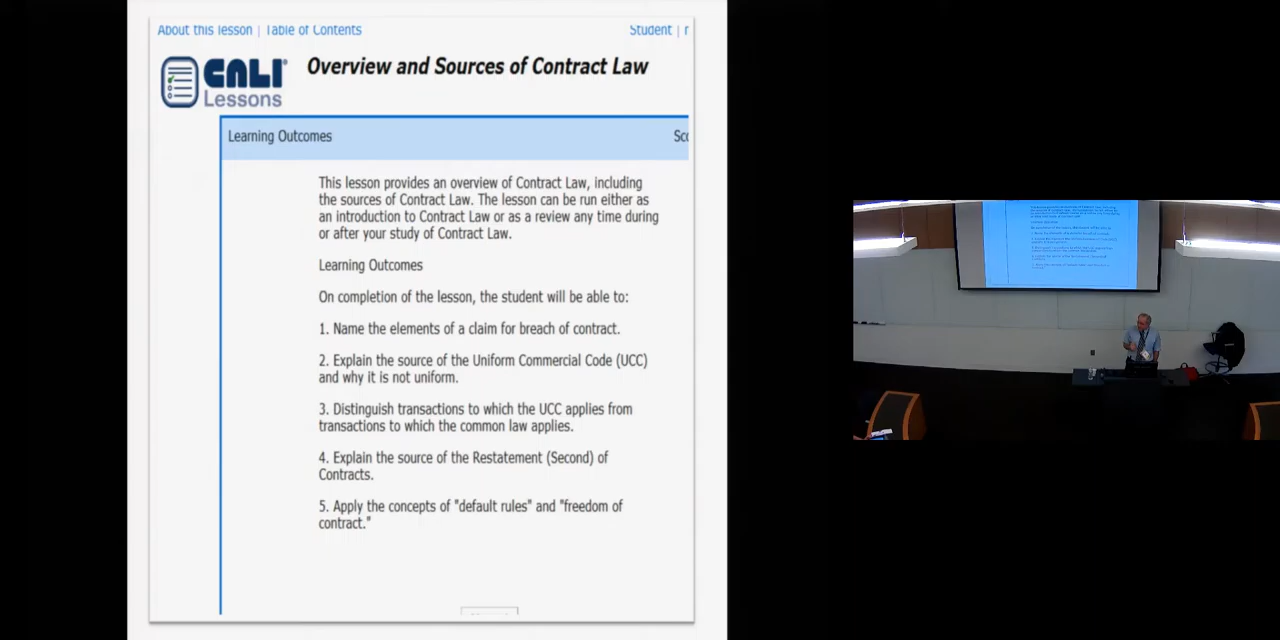 About this lesson | Table of Contents
Student | r
CALI
Lessons
Overview and Sources of Contract Law
Learning Outcomes
Sco
This lesson provides an overview of Contract Law, including
the sources of Contract Law. The lesson can be run either as
an introduction to Contract Law or as a review any time during
or after your study of Contract Law.
Learning Outcomes
On completion of the lesson, the student will be able to:
1. Name the elements of a claim for breach of contract.
2. Explain the source of the Uniform Commercial Code (UCC)
and why it is not uniform.
3. Distinguish transactions to which the UCC applies from
transactions to which the common law applies.
4. Explain the source of the Restatement (Second) of
Contracts.
5. Apply the concepts of "default rules" and "freedom of
contract."